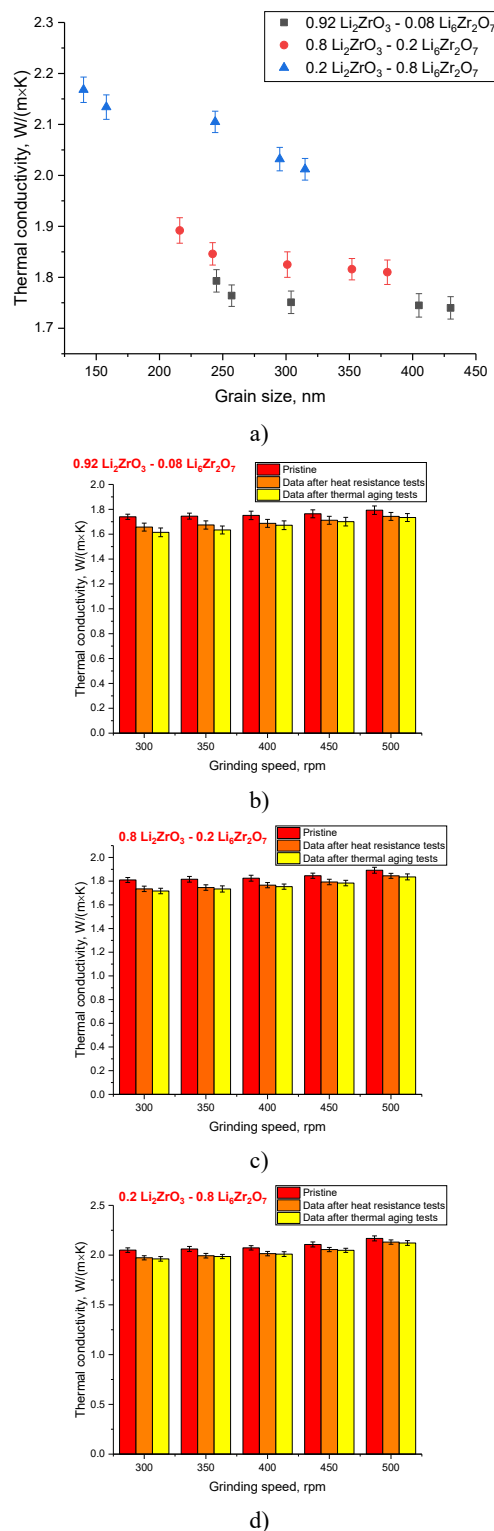 0.92 Li₂ZrO₃ - 0.08 Li₆Zr₂O₇
0.8 Li₂ZrO₃ - 0.2 Li₆Zr₂O₇
0.2 Li₂ZrO₃ - 0.8 Li₆Zr₂O₇
Thermal conductivity, W/(m×K)
2.3
2.2
2.1
2.0
1.9
1.8
1.7
150 200 250 300 350 400 450
Grain size, nm
a)
0.92 Li₂ZrO₃ - 0.08 Li₆Zr₂O₇
Pristine
Data after heat resistance tests
Data after thermal aging tests
Thermal conductivity, W/(m×K)
2.0
1.8
1.6
1.4
1.2
1.0
0.8
0.6
0.4
0.2
0.0
300 350 400 450 500
Grinding speed, rpm
b)
0.8 Li₂ZrO₃ - 0.2 Li₆Zr₂O₇
Pristine
Data after heat resistance tests
Data after thermal aging tests
Thermal conductivity, W/(m×K)
2.0
1.8
1.6
1.4
1.2
1.0
0.8
0.6
0.4
0.2
0.0
300 350 400 450 500
Grinding speed, rpm
c)
0.2 Li₂ZrO₃ - 0.8 Li₆Zr₂O₇
Pristine
Data after heat resistance tests
Data after thermal aging tests
Thermal conductivity, W/(m×K)
2.5
2.0
1.5
1.0
0.5
0.0
300 350 400 450 500
Grinding speed, rpm
d)